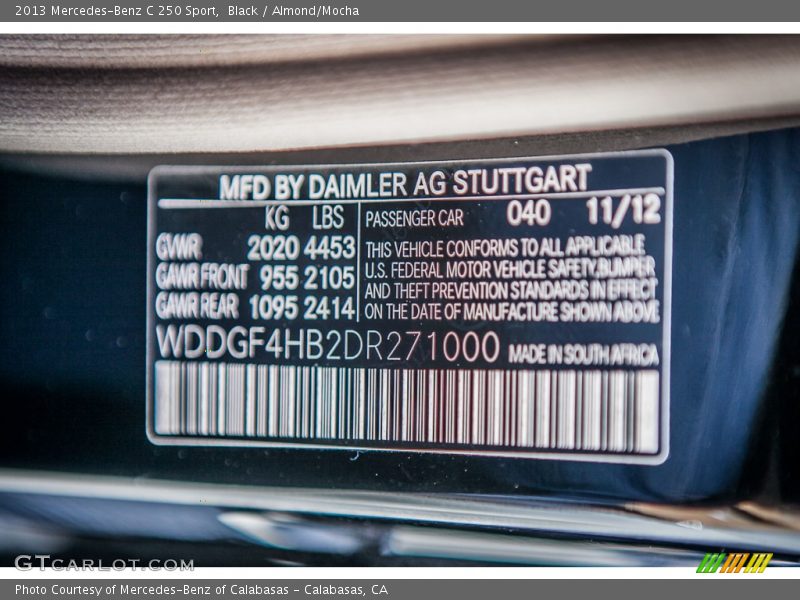 2013 Mercedes-Benz C 250 Sport, Black / Almond/Mocha
MFD BY DAIMLER AG STUTTGART
KG LBS PASSENGER CAR 040 11/12
GVWR 2020 4453 THIS VEHICLE CONFORMS TO ALL APPLICABLE
GAWR FRONT 955 2105 U.S. FEDERAL MOTOR VEHICLE SAFETY,BUMPER
GAWR REAR 1095 2414 AND THEFT PREVENTION STANDARDS IN EFFECT
ON THE DATE OF MANUFACTURE SHOWN ABOVE
WDDGF4HB2DR271000 MADE IN SOUTH AFRICA
GTCARLOT.COM
Photo Courtesy of Mercedes-Benz of Calabasas - Calabasas, CA